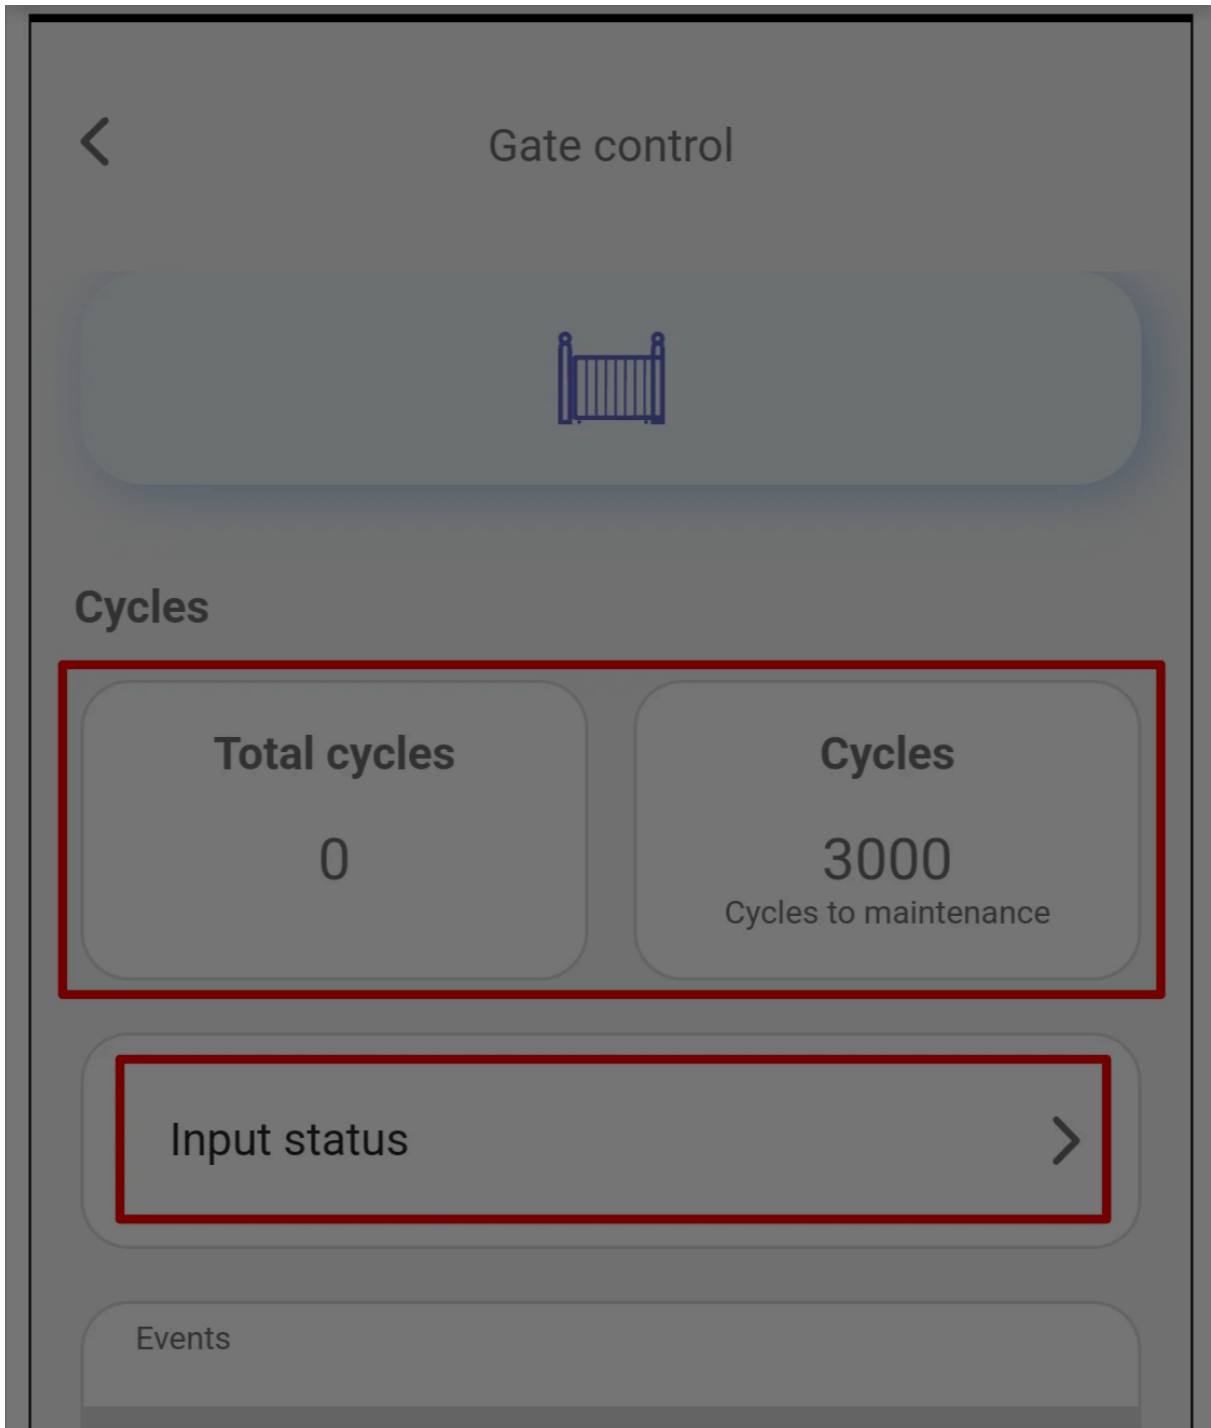 Gate control
Cycles
Total cycles
0
Cycles
3000
Cycles to maintenance
Input status
Events